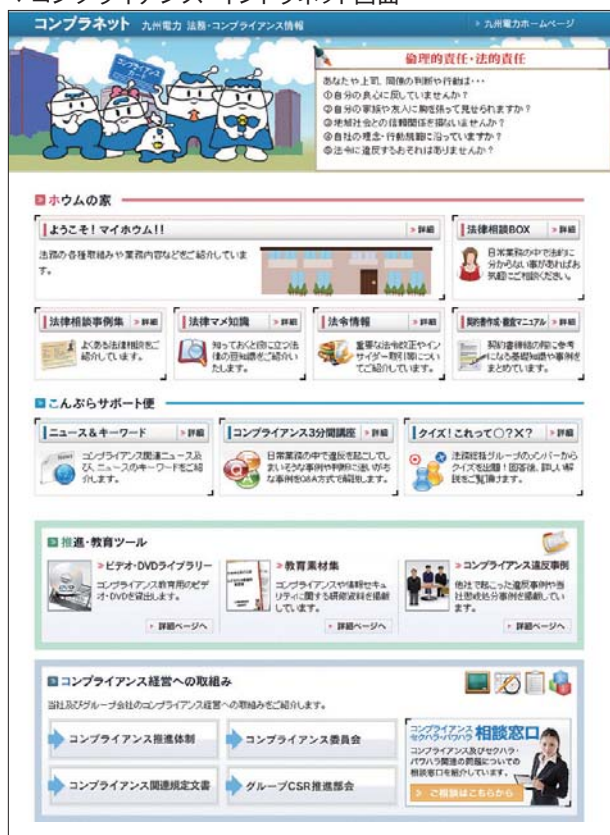 コンプラネット 九州電力 法務・コンプライアンス情報
> 九州電力ホームページ
コンプライアンス
カード
倫理的責任・法的責任
あなたや上司、同僚の判断や行動は・・・
①自分の良心に反していませんか?
②自分の家族や友人に胸を張って見せられますか?
③地域社会との信頼関係を損ないませんか?
④自社の理念・行動規範に沿っていますか?
⑤法令に違反するおそれはありませんか?
ホウムの家
ようこそ!マイホウム!!
> 詳細
法務の各種取組みや業務内容などをご紹介していま
す。
法律相談BOX
> 詳細
日常業務の中で法的に
分からない事があればお
気軽にご相談ください。
法律相談事例集
> 詳細
よくある法律相談をご
紹介しています。
法律マメ知識
> 詳細
知っておくと役に立つ法
律の豆知識をご紹介い
たします。
法令情報
> 詳細
重要な法令改正やイン
サイダー取引等につい
てご紹介しています。
契約書作成・審査マニュアル
> 詳細
契約書締結の際に参考
になる基礎知識や事例を
まとめています。
こんぷらサポート便
ニュース&キーワード
> 詳細
コンプライアンス関連ニュース及
び、ニュースのキーワードをご紹
介します。
コンプライアンス3分間講座
> 詳細
日常業務の中で違反を起こしてし
まいそうな事例や判断に迷いがち
な事例をQ&A方式で解説します。
クイズ!これって○?×?
> 詳細
法務総括グループのメンバーから
クイズを出題!回答後、詳しい解
説をご覧頂けます。
推進・教育ツール
> ビデオ・DVDライブラリー
コンプライアンス教育用のビデ
オ・DVDを貸出します。
> 詳細ページへ
> 教育素材集
コンプライアンスや情報セキュ
リティに関する研修資料を掲載
しています。
> 詳細ページへ
> コンプライアンス違反事例
他社で起こった違反事例や当
社懲戒処分事例を掲載してい
ます。
> 詳細ページへ
コンプライアンス経営への取組み
当社及びグループ会社のコンプライアンス経営への取組みをご紹介します。
コンプライアンス推進体制
コンプライアンス委員会
コンプライアンス関連規定文書
グループCSR推進部会
コンプライアンス
セクハラ・パワハラ 相談窓口
コンプライアンス及びセクハラ・
パワハラ関連の問題についての
相談窓口を紹介しています。
> ご相談はこちらから